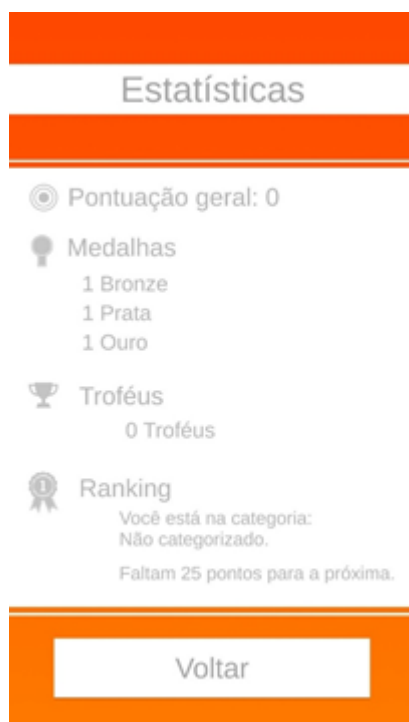 Estatísticas
Pontuação geral: 0
Medalhas
1 Bronze
1 Prata
1 Ouro
Troféus
0 Troféus
1
Ranking
Você está na categoria:
Não categorizado.
Faltam 25 pontos para a próxima.
Voltar